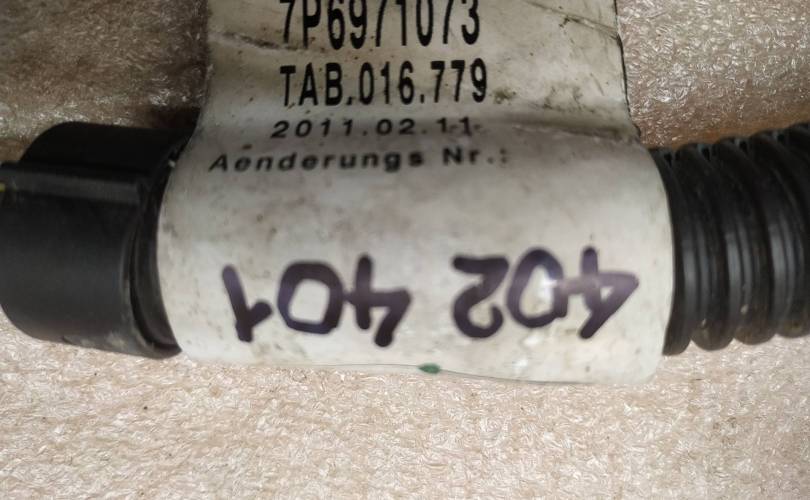 7P6971073
TAB.016.779
2011.02.11
Aenderungs Nr.:
402 401